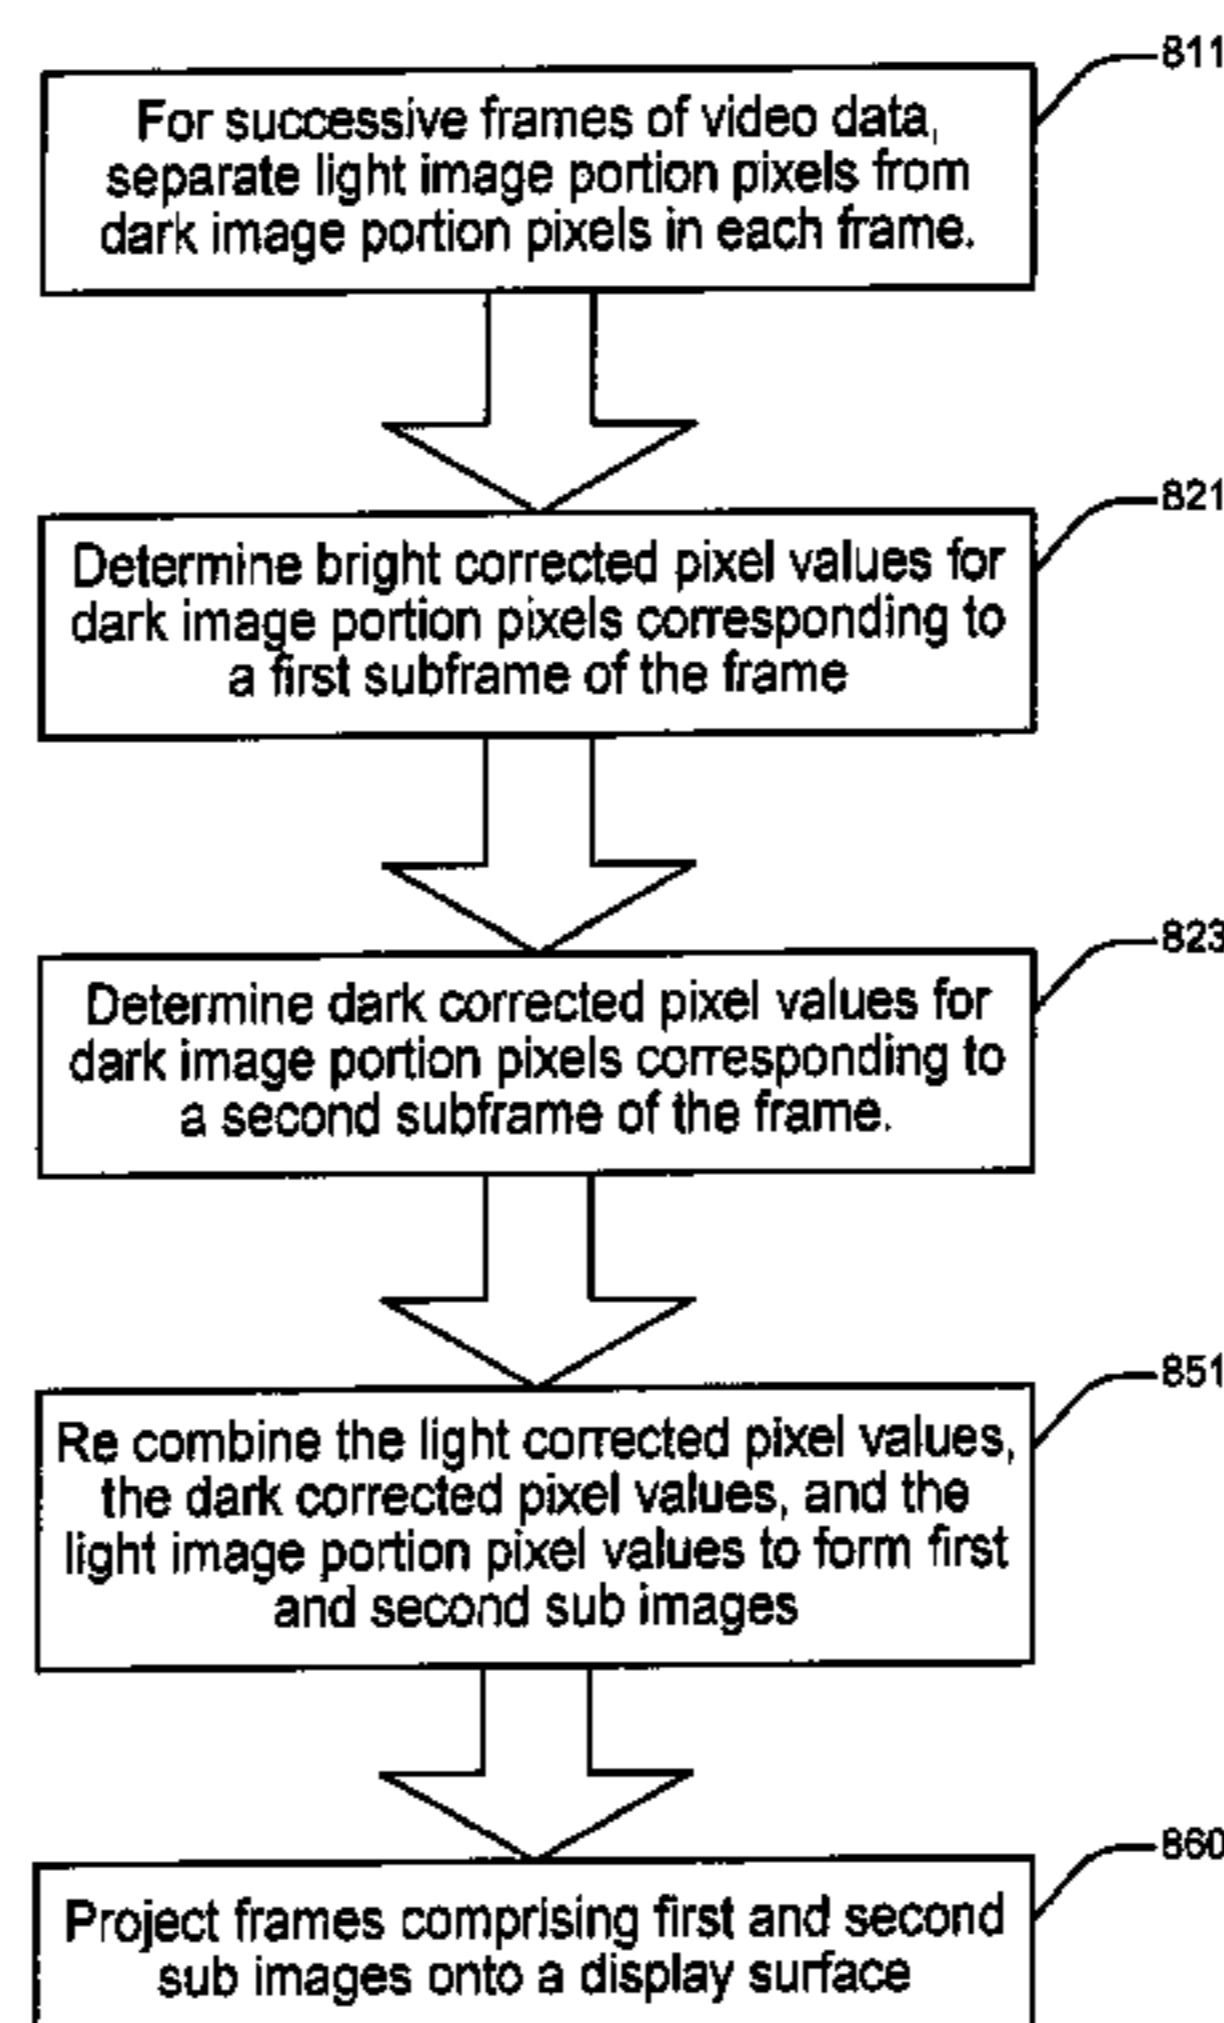 811
For successive frames of video data,
separate light image portion pixels from
dark image portion pixels in each frame.
821
Determine bright corrected pixel values for
dark image portion pixels corresponding to
a first subframe of the frame
823
Determine dark corrected pixel values for
dark image portion pixels corresponding to
a second subframe of the frame.
851
Re combine the light corrected pixel values,
the dark corrected pixel values, and the
light image portion pixel values to form first
and second sub images
860
Project frames comprising first and second
sub images onto a display surface